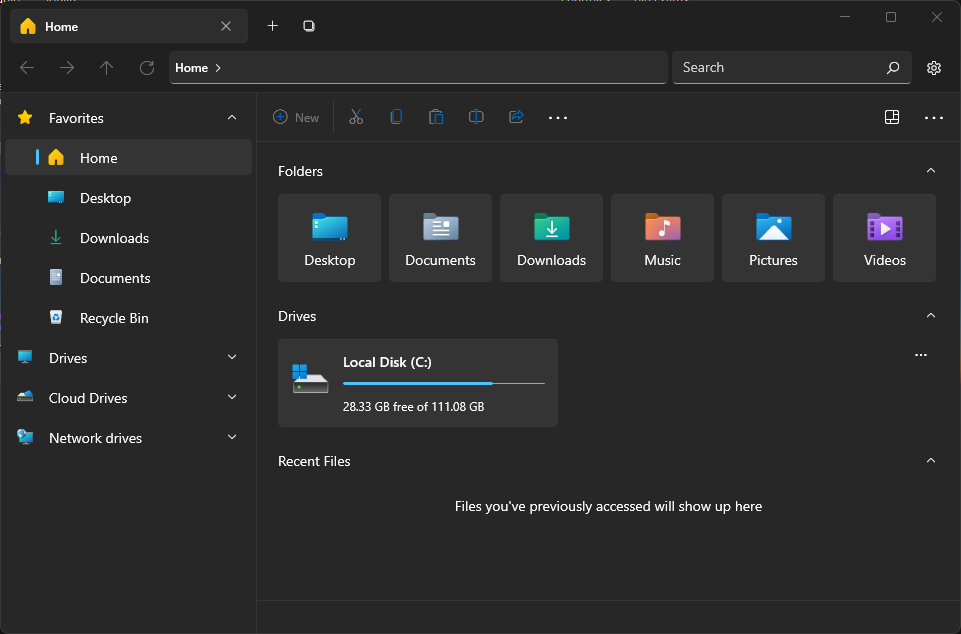 Home
Home
Search
New
Favorites
Home
Desktop
Downloads
Documents
Recycle Bin
Drives
Cloud Drives
Network drives
Folders
Desktop
Documents
Downloads
Music
Pictures
Videos
Drives
Local Disk (C:)
28.33 GB free of 111.08 GB
Recent Files
Files you've previously accessed will show up here